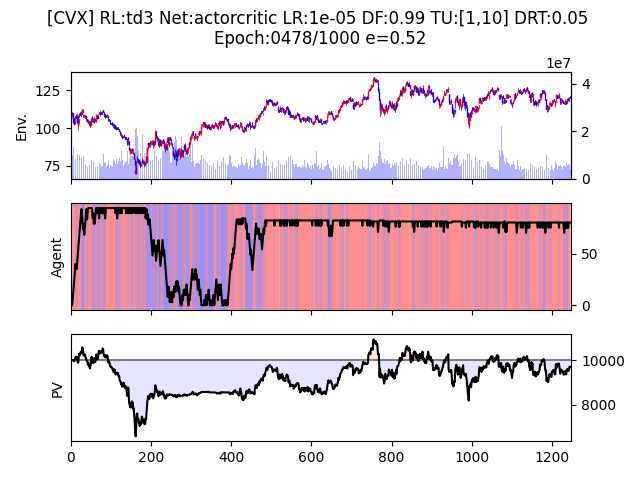 [CVX] RL:td3 Net:actorcritic LR:1e-05 DF:0.99 TU:[1,10] DRT:0.05
Epoch:0478/1000 e=0.52
1e7
125
100
75
Env.
4
2
0
Agent
50
0
PV
10000
8000
0
200
400
600
800
1000
1200